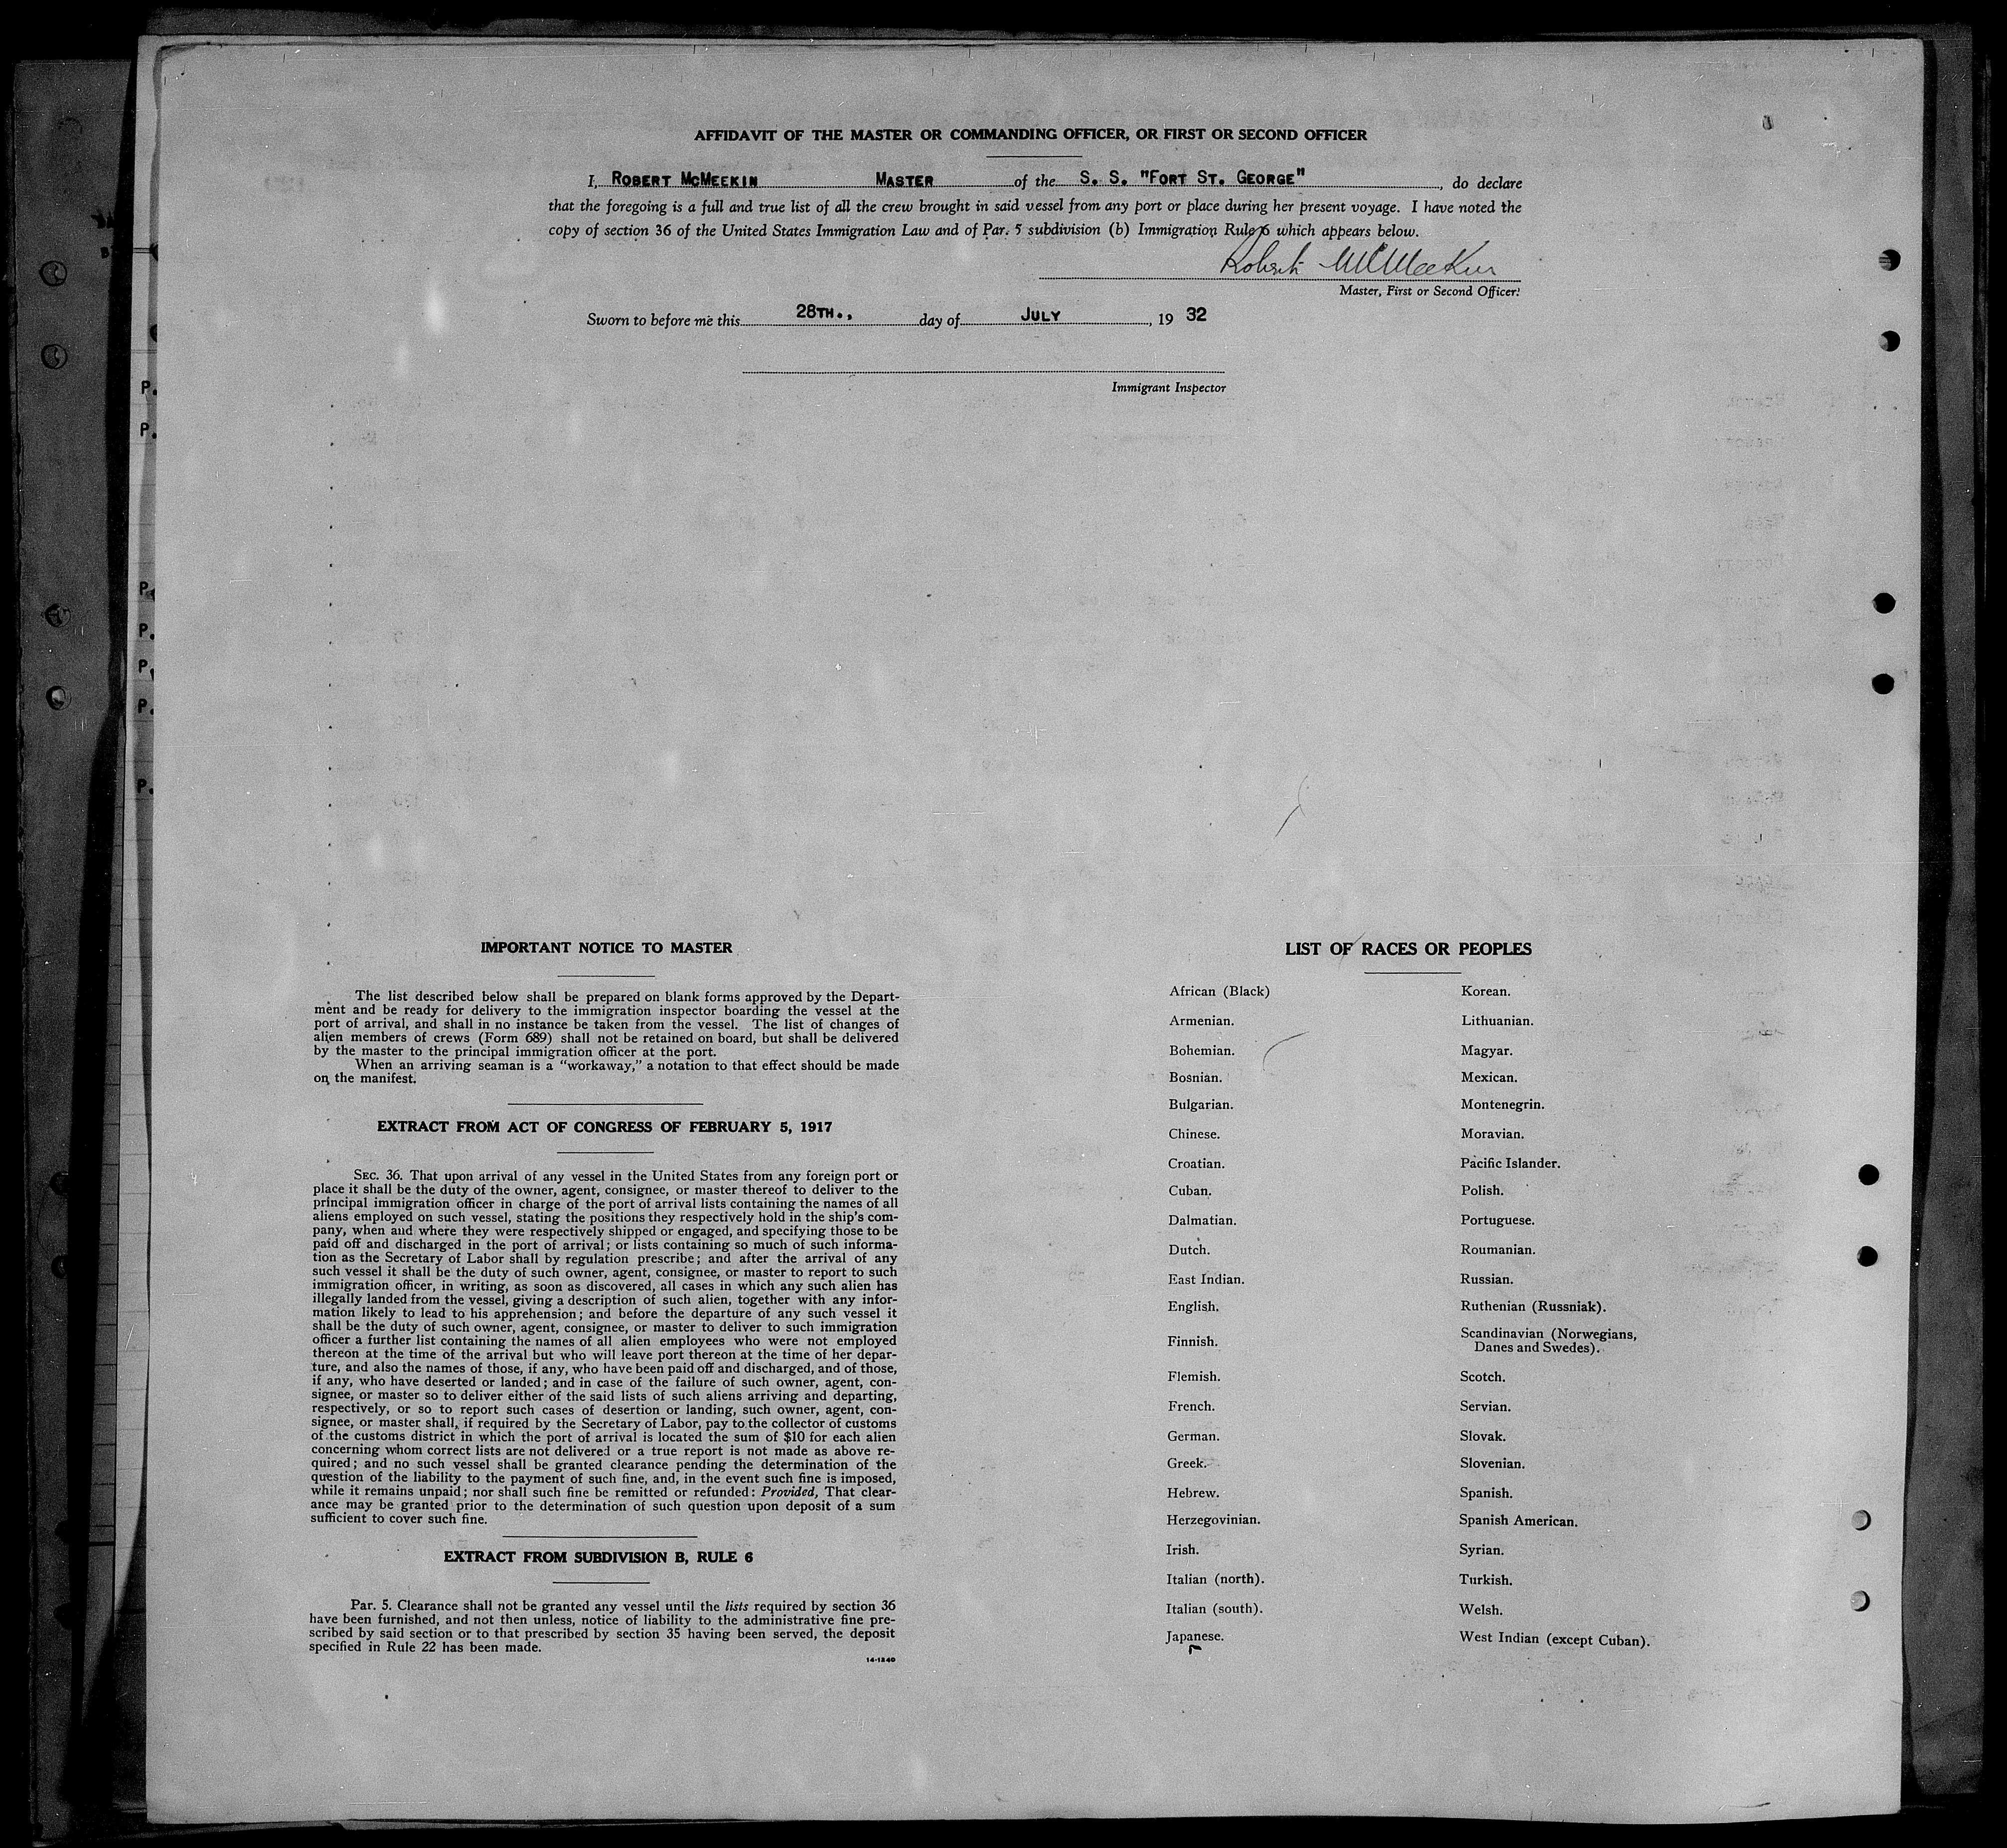 AFFIDAVIT OF THE MASTER OR COMMANDING OFFICER, OR FIRST OR SECOND OFFICER
I, ROBERT MCMEEKIN MASTER of the S. S. "FORT ST. GEORGE", do declare
that the foregoing is a full and true list of all the crew brought in said vessel from any port or place during her present voyage. I have noted the
copy of section 36 of the United States Immigration Law and of Par. 5 subdivision (b) Immigration Rule 6 which appears below.
Robert McMeekin
Master, First or Second Officer.
Sworn to before me this 28TH., day of JULY, 19 32
Immigrant Inspector
P.
P.
P.
P.
P.
P.
P.
IMPORTANT NOTICE TO MASTER
The list described below shall be prepared on blank forms approved by the Depart-
ment and be ready for delivery to the immigration inspector boarding the vessel at the
port of arrival, and shall in no instance be taken from the vessel. The list of changes of
alien members of crews (Form 689) shall not be retained on board, but shall be delivered
by the master to the principal immigration officer at the port.
When an arriving seaman is a "workaway," a notation to that effect should be made
on the manifest.
EXTRACT FROM ACT OF CONGRESS OF FEBRUARY 5, 1917
SEC. 36. That upon arrival of any vessel in the United States from any foreign port or
place it shall be the duty of the owner, agent, consignee, or master thereof to deliver to the
principal immigration officer in charge of the port of arrival lists containing the names of all
aliens employed on such vessel, stating the positions they respectively hold in the ship's com-
pany, when and where they were respectively shipped or engaged, and specifying those to be
paid off and discharged in the port of arrival; or lists containing so much of such informa-
tion as the Secretary of Labor shall by regulation prescribe; and after the arrival of any
such vessel it shall be the duty of such owner, agent, consignee, or master to report to such
immigration officer, in writing, as soon as discovered, all cases in which any such alien has
illegally landed from the vessel, giving a description of such alien, together with any infor-
mation likely to lead to his apprehension; and before the departure of any such vessel it
shall be the duty of such owner, agent, consignee, or master to deliver to such immigration
officer a further list containing the names of all alien employees who were not employed
thereon at the time of the arrival but who will leave port thereon at the time of her depar-
ture, and also the names of those, if any, who have been paid off and discharged, and of those,
if any, who have deserted or landed; and in case of the failure of such owner, agent, con-
signee, or master so to deliver either of the said lists of such aliens arriving and departing,
respectively, or so to report such cases of desertion or landing, such owner, agent, con-
signee, or master shall, if required by the Secretary of Labor, pay to the collector of customs
of the customs district in which the port of arrival is located the sum of $10 for each alien
concerning whom correct lists are not delivered or a true report is not made as above re-
quired; and no such vessel shall be granted clearance pending the determination of the
question of the liability to the payment of such fine, and, in the event such fine is imposed,
while it remains unpaid; nor shall such fine be remitted or refunded: Provided, That clear-
ance may be granted prior to the determination of such question upon deposit of a sum
sufficient to cover such fine.
EXTRACT FROM SUBDIVISION B, RULE 6
Par. 5. Clearance shall not be granted any vessel until the lists required by section 36
have been furnished, and not then unless, notice of liability to the administrative fine pre-
scribed by said section or to that prescribed by section 35 having been served, the deposit
specified in Rule 22 has been made.
14-1240
LIST OF RACES OR PEOPLES
African (Black)
Armenian.
Bohemian.
Bosnian.
Bulgarian.
Chinese.
Croatian.
Cuban.
Dalmatian.
Dutch.
East Indian.
English.
Finnish.
Flemish.
French.
German.
Greek.
Hebrew.
Herzegovinian.
Irish.
Italian (north).
Italian (south).
Japanese.
Korean.
Lithuanian.
Magyar.
Mexican.
Montenegrin.
Moravian.
Pacific Islander.
Polish.
Portuguese.
Roumanian.
Russian.
Ruthenian (Russniak).
Scandinavian (Norwegians,
Danes and Swedes).
Scotch.
Servian.
Slovak.
Slovenian.
Spanish.
Spanish American.
Syrian.
Turkish.
Welsh.
West Indian (except Cuban).